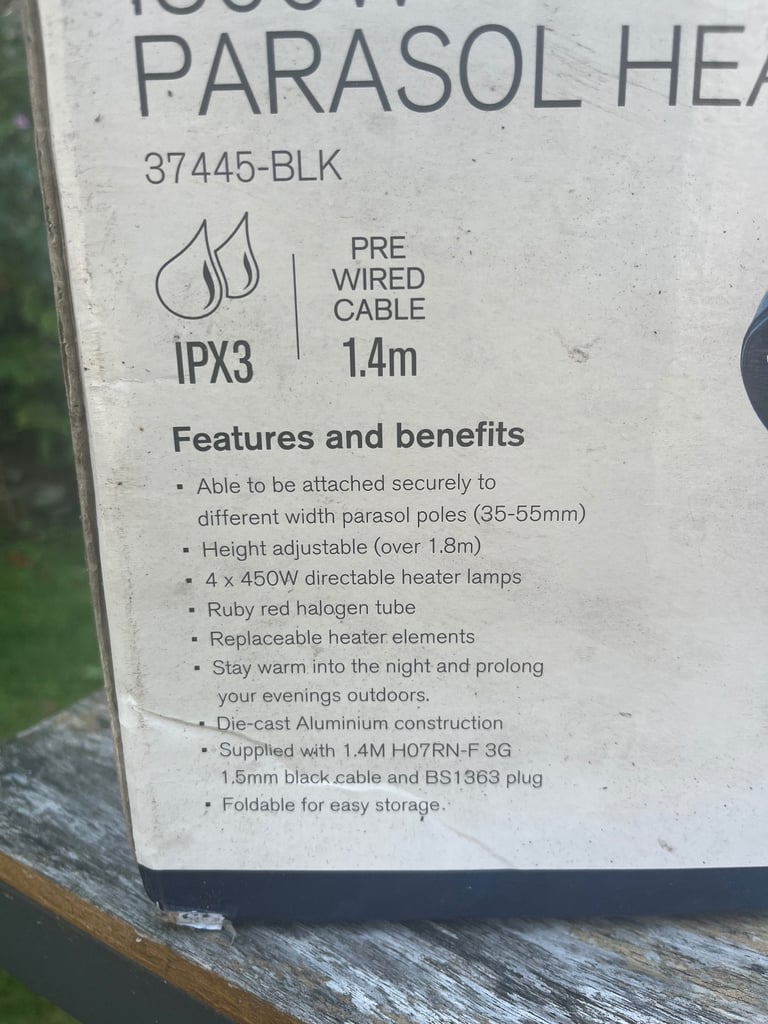 PARASOL HEA
37445-BLK
PRE
WIRED
CABLE
IPX3
1.4m
Features and benefits
▪ Able to be attached securely to
different width parasol poles (35-55mm)
▪ Height adjustable (over 1.8m)
▪ 4 x 450W directable heater lamps
▪ Ruby red halogen tube
▪ Replaceable heater elements
▪ Stay warm into the night and prolong
your evenings outdoors.
▪ Die-cast Aluminium construction
▪ Supplied with 1.4M H07RN-F 3G
1.5mm black cable and BS1363 plug
▪ Foldable for easy storage.